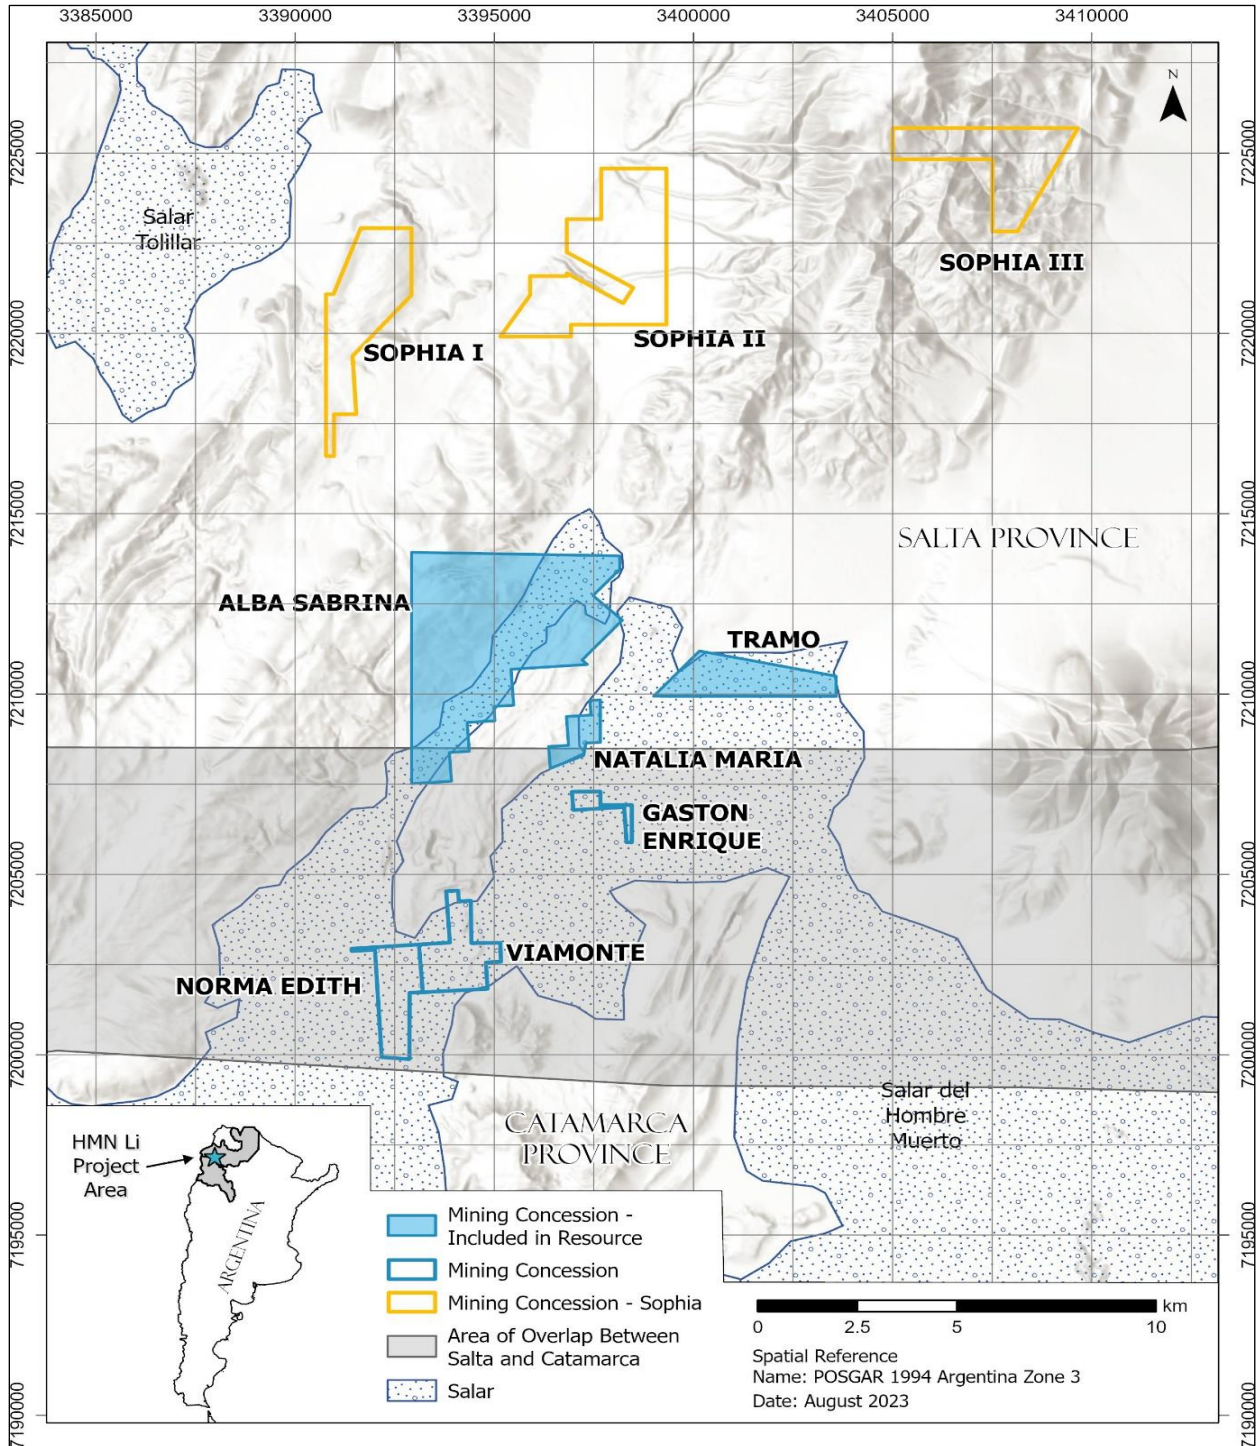 3385000 3390000 3395000 3400000 3405000 3410000
N
7225000 7225000
Salar
Tolillar
SOPHIA III
7220000 7220000
SOPHIA I
SOPHIA II
7215000 7215000
SALTA PROVINCE
ALBA SABRINA
TRAMO
7210000 7210000
NATALIA MARIA
GASTON
ENRIQUE
7205000 7205000
VIAMONTE
NORMA EDITH
7200000 7200000
Salar del
Hombre
Muerto
CATAMARCA
PROVINCE
HMN Li
Project
Area
ARGENTINA
7195000 7195000
7190000 7190000
Mining Concession -
Included in Resource
Mining Concession
Mining Concession - Sophia
Area of Overlap Between
Salta and Catamarca
Salar
km
0 2.5 5 10
Spatial Reference
Name: POSGAR 1994 Argentina Zone 3
Date: August 2023